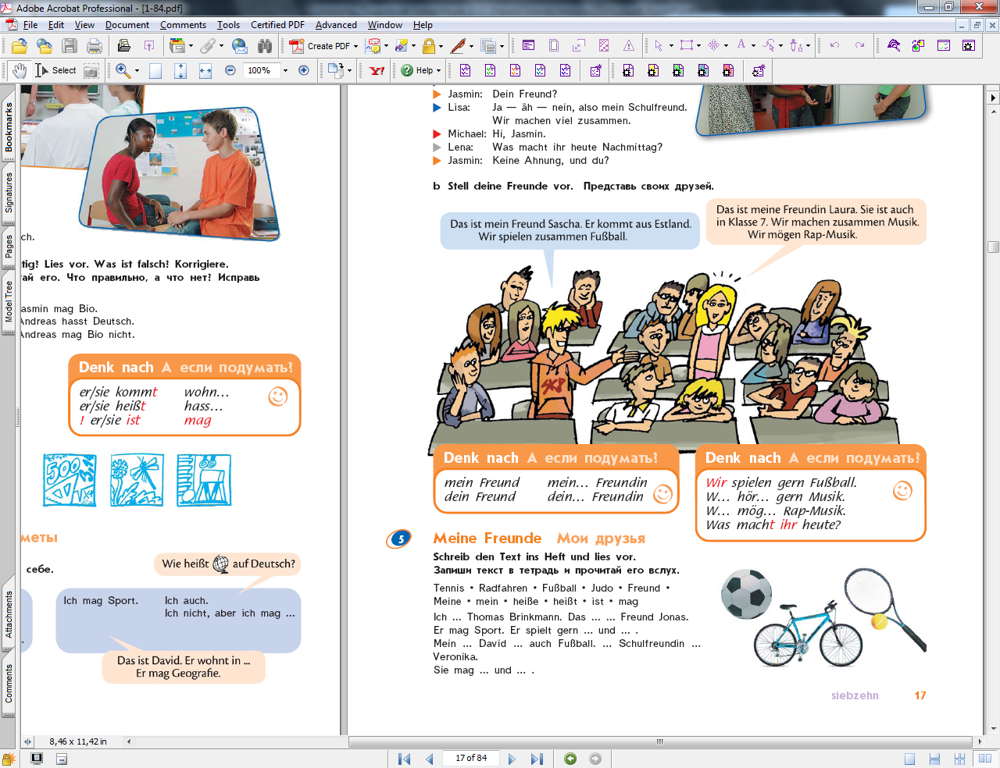 Adobe Acrobat Professional - [1-84.pdf]
File Edit View Document Comments Tools Certified PDF Advanced Window Help
Create PDF
Select 100% Y! Help
Bookmarks
Signatures
Pages
Model Tree
Attachments
Comments
ch.
tig? Lies vor. Was ist falsch? Korrigiere.
тай его. Что правильно, а что нет? Исправь
asmin mag Bio.
Andreas hasst Deutsch.
Andreas mag Bio nicht.
Denk nach А если подумать?
er/sie kommt wohn...
er/sie heißt hass...
! er/sie ist mag
500
меты
себе.
Wie heißt auf Deutsch?
Ich mag Sport. Ich auch.
Ich nicht, aber ich mag ...
Das ist David. Er wohnt in ...
Er mag Geografie.
Jasmin: Dein Freund?
Lisa: Ja — äh — nein, also mein Schulfreund.
Wir machen viel zusammen.
Michael: Hi, Jasmin.
Lena: Was macht ihr heute Nachmittag?
Jasmin: Keine Ahnung, und du?
b Stell deine Freunde vor. Представь своих друзей.
Das ist mein Freund Sascha. Er kommt aus Estland.
Wir spielen zusammen Fußball.
Das ist meine Freundin Laura. Sie ist auch
in Klasse 7. Wir machen zusammen Musik.
Wir mögen Rap-Musik.
SKP
Denk nach А если подумать?
mein Freund mein... Freundin
dein Freund dein... Freundin
Denk nach А если подумать?
Wir spielen gern Fußball.
W... hör... gern Musik.
W... mög... Rap-Musik.
Was macht ihr heute?
5 Meine Freunde Мои друзья
Schreib den Text ins Heft und lies vor.
Запиши текст в тетрадь и прочитай его вслух.
Tennis • Radfahren • Fußball • Judo • Freund •
Meine • mein • heiße • heißt • ist • mag
Ich ... Thomas Brinkmann. Das ... ... Freund Jonas.
Er mag Sport. Er spielt gern ... und ... .
Mein ... David ... auch Fußball. ... Schulfreundin ...
Veronika.
Sie mag ... und ... .
siebzehn 17
8,46 x 11,42 in
17 of 84